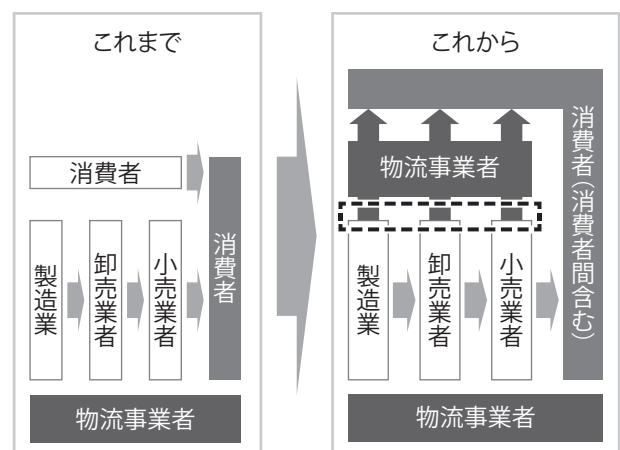 これまで
消費者
製造業
卸売業者
小売業者
消費者
物流事業者
これから
消費者（消費者間含む）
物流事業者
製造業
卸売業者
小売業者
物流事業者